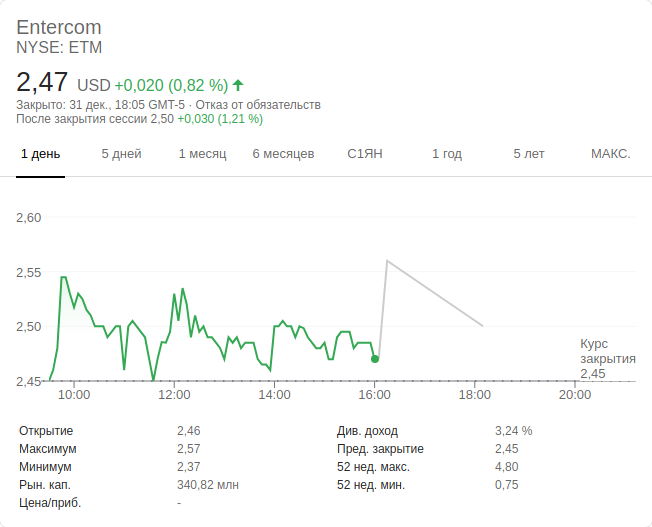 Entercom
NYSE: ETM
2,47 USD +0,020 (0,82 %)
Закрыто: 31 дек., 18:05 GMT-5 · Отказ от обязательств
После закрытия сессии 2,50 +0,030 (1,21 %)
1 день 5 дней 1 месяц 6 месяцев С1ЯН 1 год 5 лет МАКС.
2,60
2,55
2,50
Курс
закрытия
2,45
2,45
10:00 12:00 14:00 16:00 18:00 20:00
Открытие 2,46 Див. доход 3,24 %
Максимум 2,57 Пред. закрытие 2,45
Минимум 2,37 52 нед. макс. 4,80
Рын. кап. 340,82 млн 52 нед. мин. 0,75
Цена/приб. -